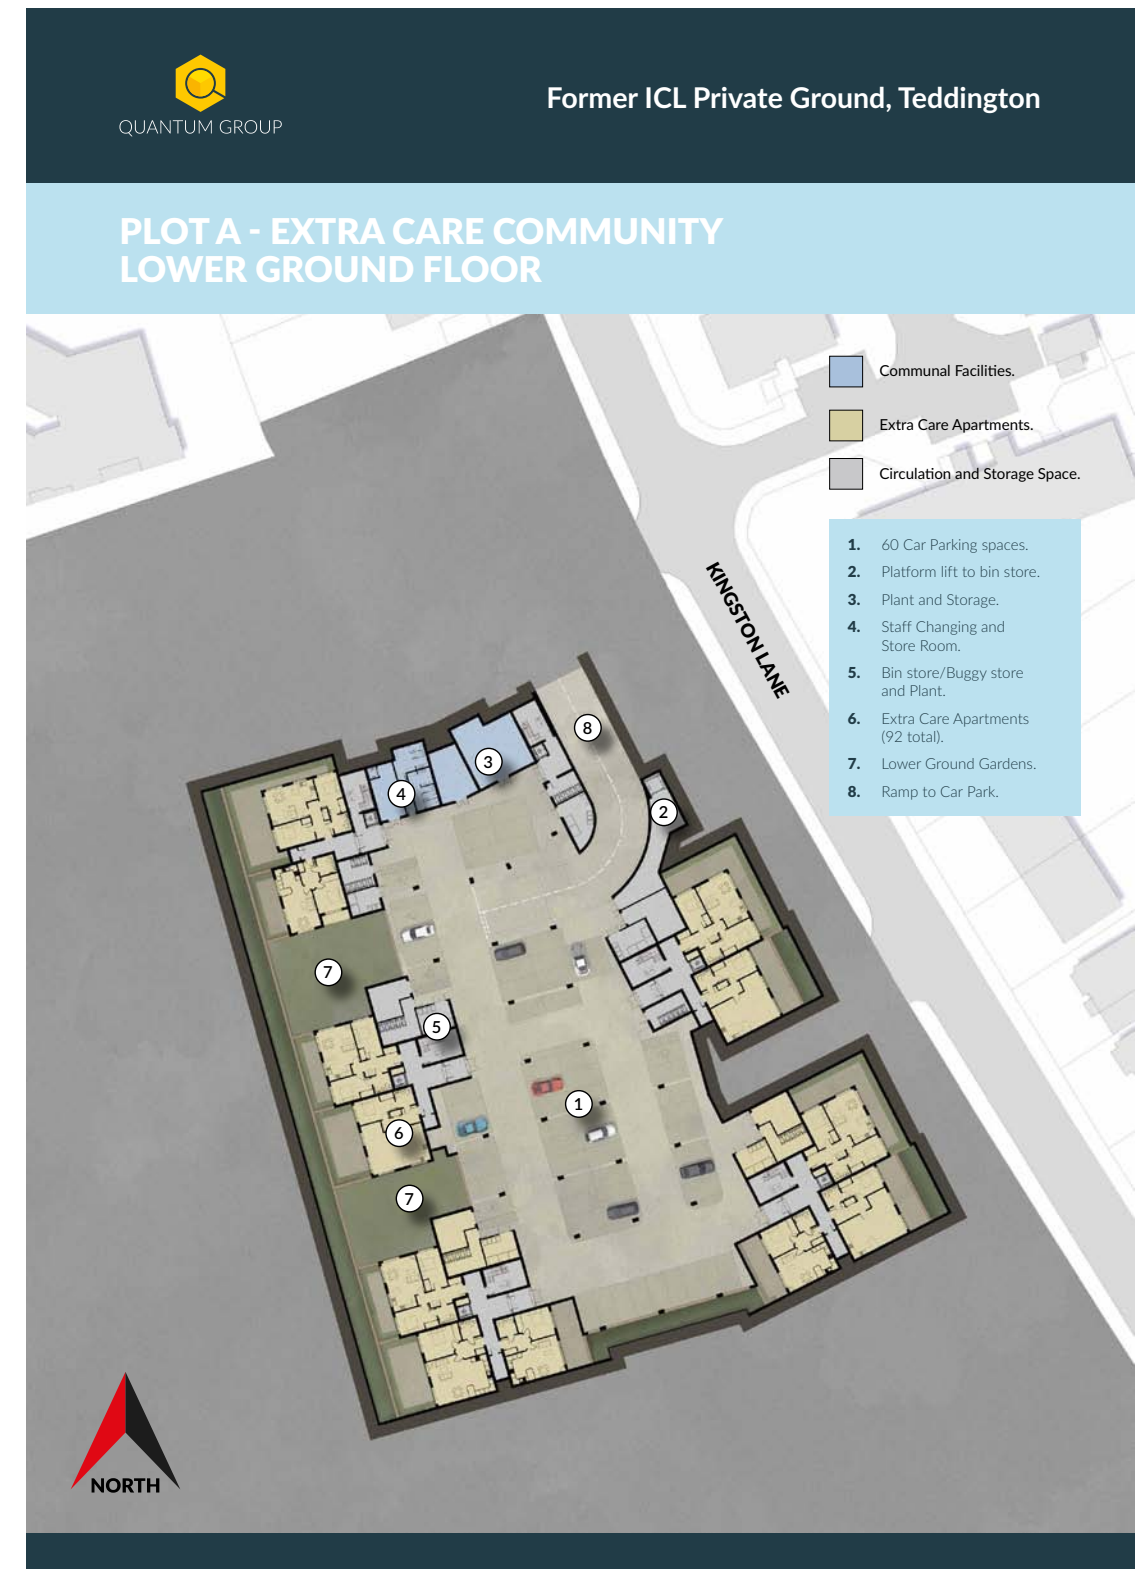 QUANTUM GROUP
Former ICL Private Ground, Teddington
PLOT A - EXTRA CARE COMMUNITY
LOWER GROUND FLOOR
Communal Facilities.
Extra Care Apartments.
Circulation and Storage Space.
1. 60 Car Parking spaces.
2. Platform lift to bin store.
3. Plant and Storage.
4. Staff Changing and
Store Room.
5. Bin store/Buggy store
and Plant.
6. Extra Care Apartments
(92 total).
7. Lower Ground Gardens.
8. Ramp to Car Park.
KINGSTON LANE
8
3
4
2
7
5
1
6
7
NORTH